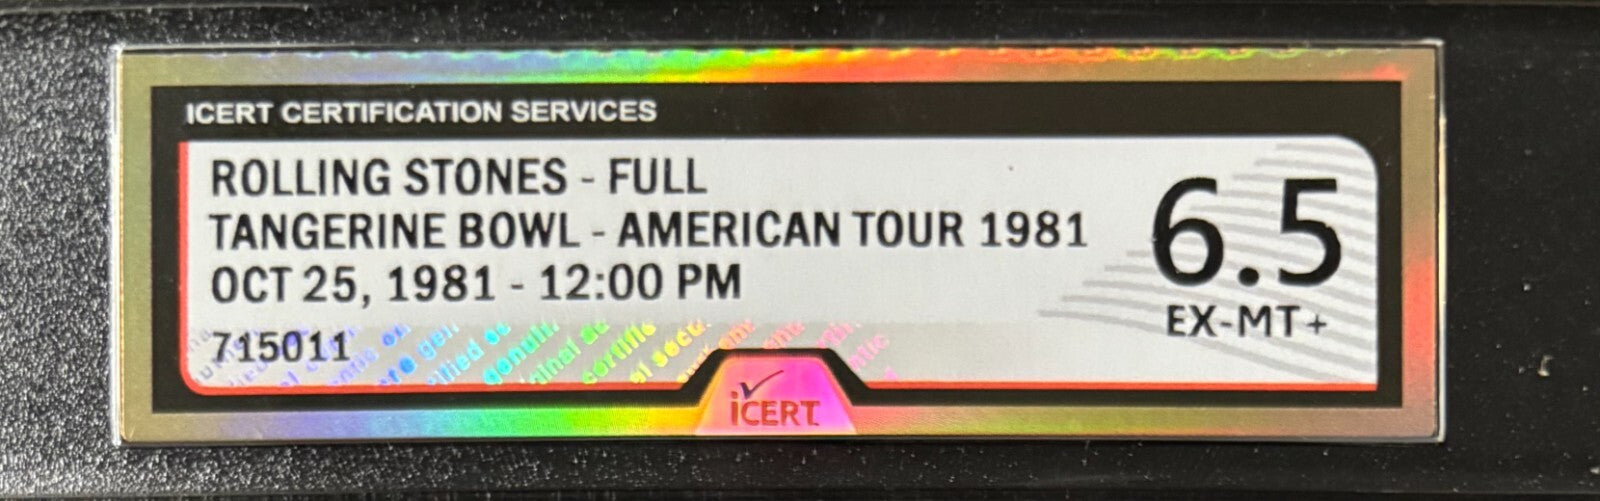 ICERT CERTIFICATION SERVICES
ROLLING STONES - FULL
TANGERINE BOWL - AMERICAN TOUR 1981
OCT 25, 1981 - 12:00 PM
6.5
EX-MT+
715011
iCERT